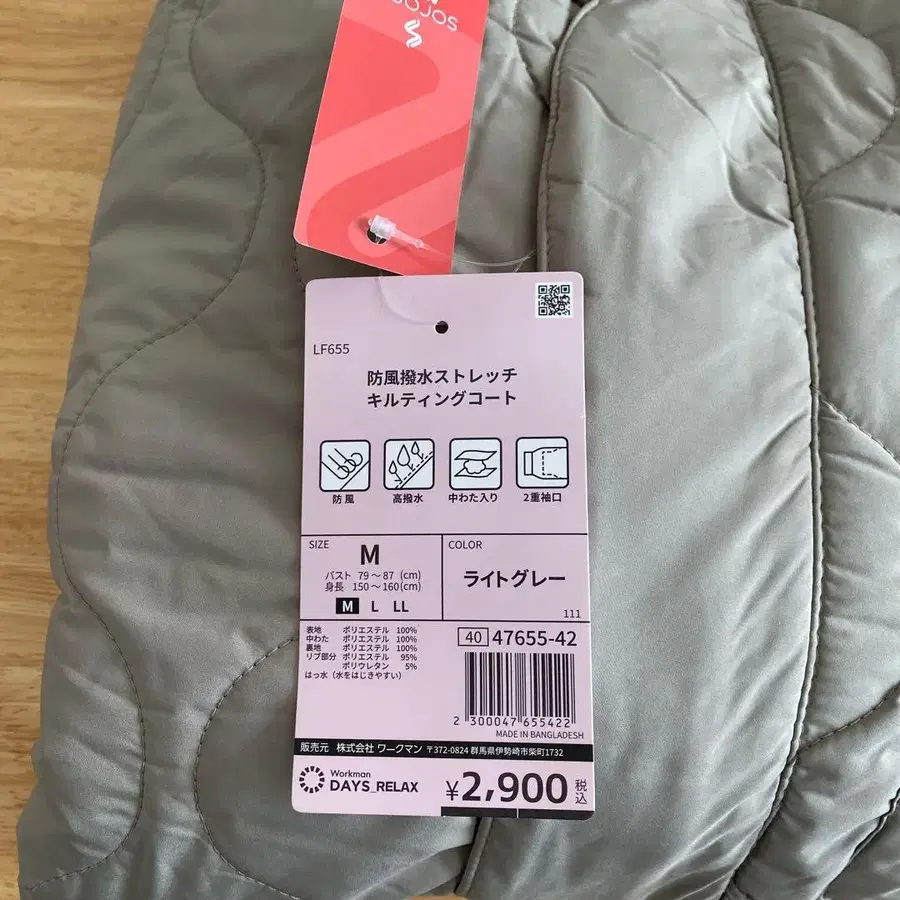 SOJOS
LF655
防風撥水ストレッチ
キルティングコート
防風
高撥水
中わた入り
2重袖口
SIZE
M
バスト 79～87 (cm)
身長 150～160(cm)
M L LL
COLOR
ライトグレー
111
表地 ポリエステル 100%
中わた ポリエステル 100%
裏地 ポリエステル 100%
リブ部分 ポリエステル 95%
ポリウレタン 5%
はっ水（水をはじきやすい）
40 47655-42
2 300047 655422
MADE IN BANGLADESH
販売元 株式会社 ワークマン 〒372-0824 群馬県伊勢崎市柴町1732
Workman
DAYS_RELAX
¥2,900 税込